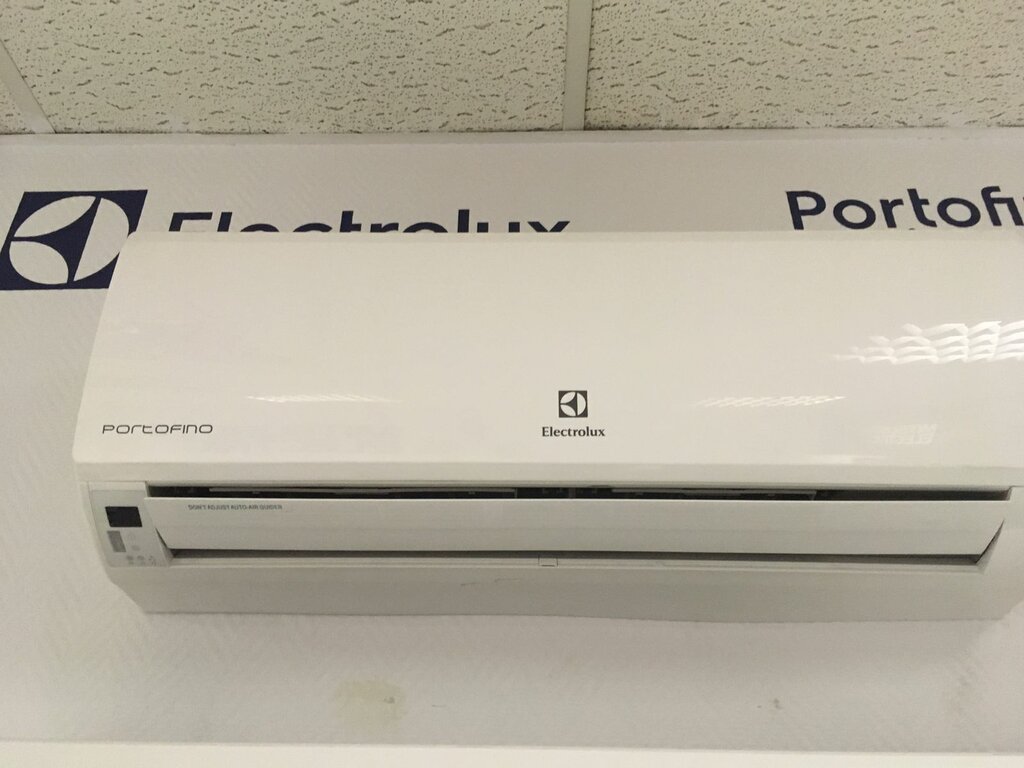 Electrolux
Portofi
PORTOFINO
Electrolux
DON'T ADJUST AUTO-AIR GUIDER